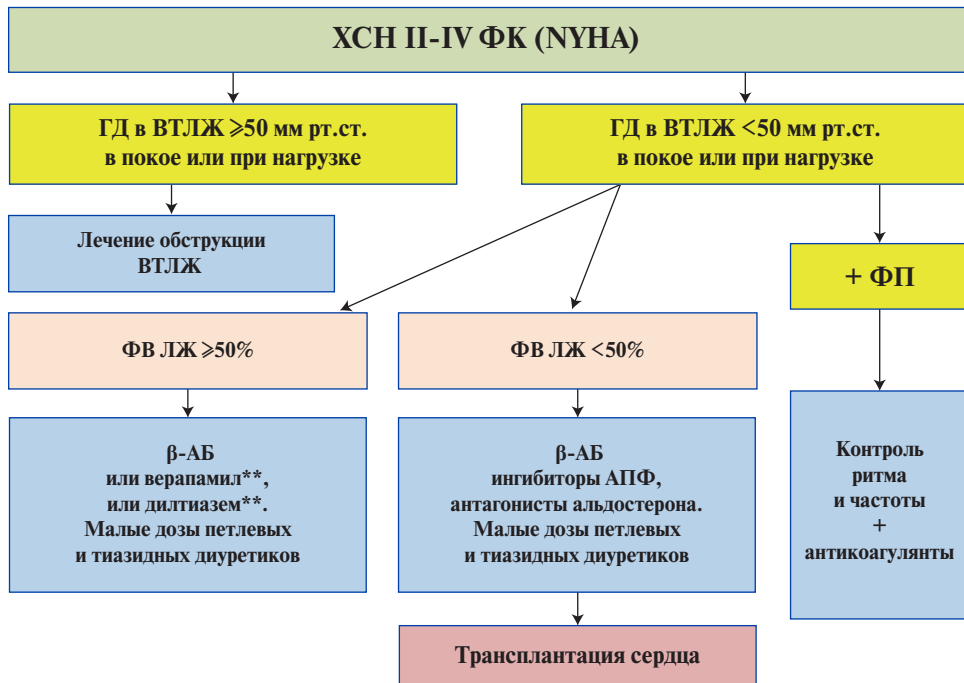 ХСН II-IV ФК (NYHA)
ГД в ВТЛЖ ⩾50 мм рт.ст.
в покое или при нагрузке
ГД в ВТЛЖ <50 мм рт.ст.
в покое или при нагрузке
Лечение обструкции
ВТЛЖ
+ ФП
ФВ ЛЖ ⩾50%
ФВ ЛЖ <50%
β-АБ
или верапамил**,
или дилтиазем**.
Малые дозы петлевых
и тиазидных диуретиков
β-АБ
ингибиторы АПФ,
антагонисты альдостерона.
Малые дозы петлевых
и тиазидных диуретиков
Контроль
ритма
и частоты
+
антикоагулянты
Трансплантация сердца